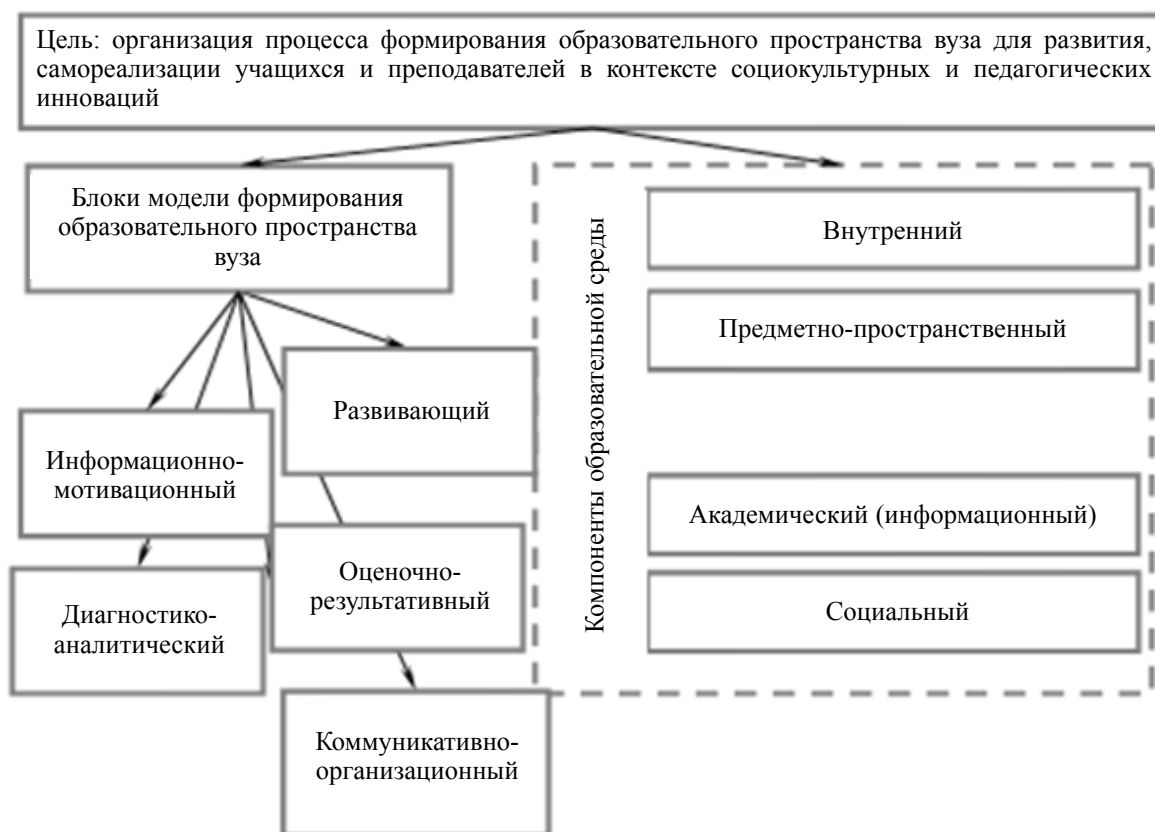 Цель: организация процесса формирования образовательного пространства вуза для развития,
самореализации учащихся и преподавателей в контексте социокультурных и педагогических
инноваций
Блоки модели формирования
образовательного пространства
вуза
Развивающий
Информационно-
мотивационный
Оценочно-
результативный
Диагностико-
аналитический
Коммуникативно-
организационный
Компоненты образовательной среды
Внутренний
Предметно-пространственный
Академический (информационный)
Социальный